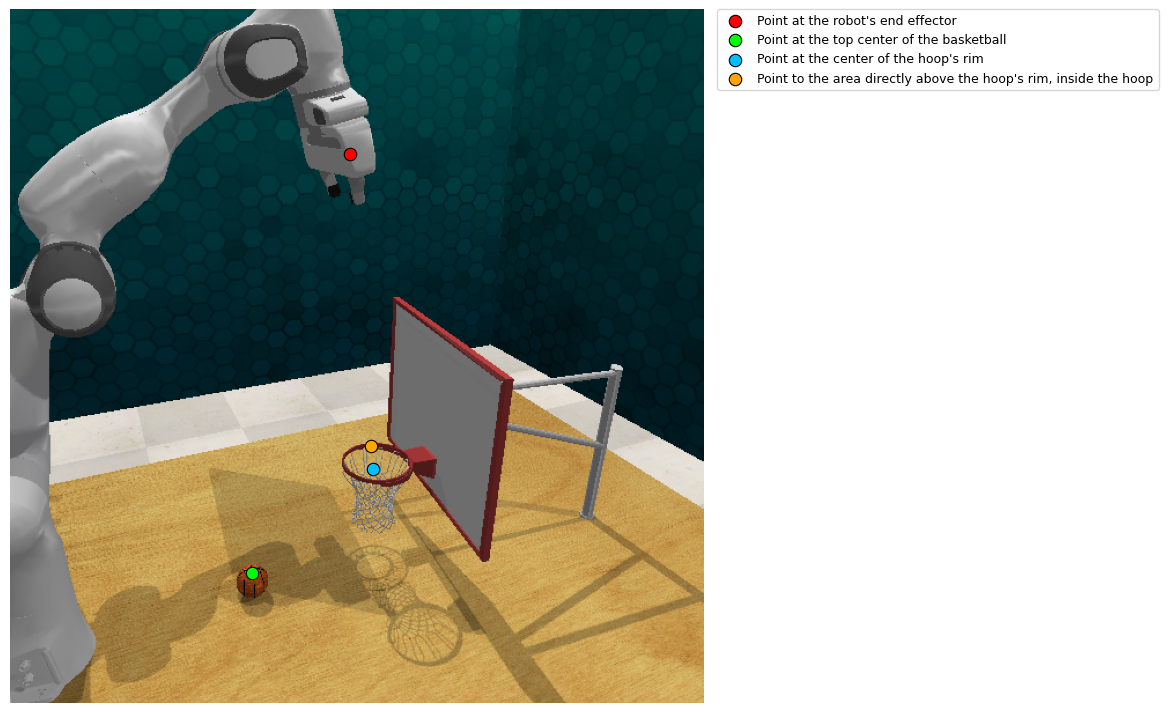 Point at the robot's end effector
Point at the top center of the basketball
Point at the center of the hoop's rim
Point to the area directly above the hoop's rim, inside the hoop